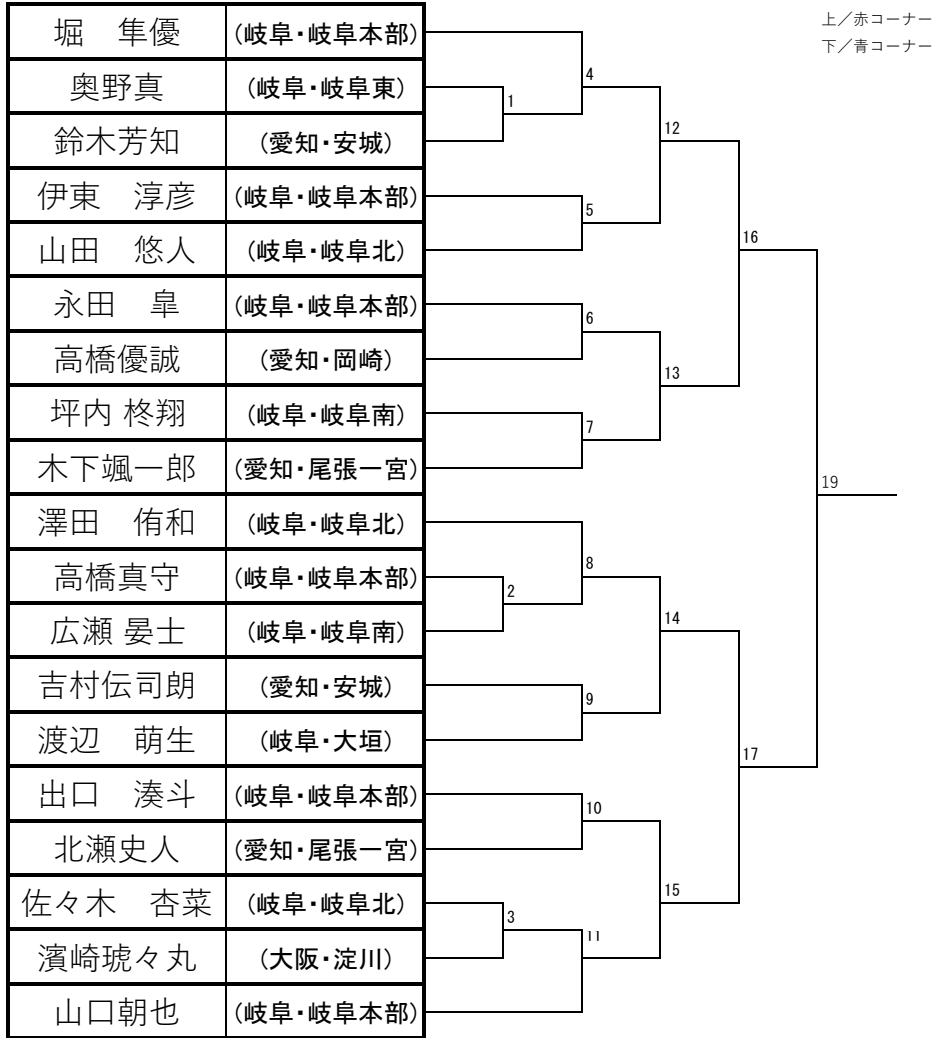 上／赤コーナー
下／青コーナー
堀　隼優 (岐阜・岐阜本部)
奥野真 (岐阜・岐阜東)
鈴木芳知 (愛知・安城)
伊東　淳彦 (岐阜・岐阜本部)
山田　悠人 (岐阜・岐阜北)
永田　皐 (岐阜・岐阜本部)
高橋優誠 (愛知・岡崎)
坪内 柊翔 (岐阜・岐阜南)
木下颯一郎 (愛知・尾張一宮)
澤田　侑和 (岐阜・岐阜北)
高橋真守 (岐阜・岐阜本部)
広瀬 晏士 (岐阜・岐阜南)
吉村伝司朗 (愛知・安城)
渡辺　萌生 (岐阜・大垣)
出口　湊斗 (岐阜・岐阜本部)
北瀬史人 (愛知・尾張一宮)
佐々木　杏菜 (岐阜・岐阜北)
濱崎琥々丸 (大阪・淀川)
山口朝也 (岐阜・岐阜本部)
1
2
3
4
5
6
7
8
9
10
11
12
13
14
15
16
17
19